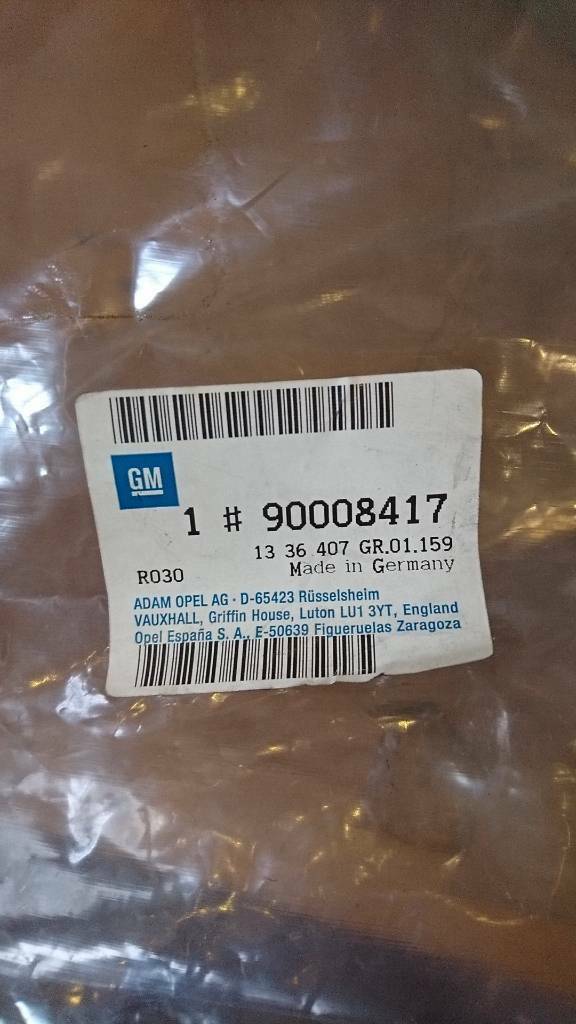 GM
1 # 90008417
13 36 407 GR.01.159
R030 Made in Germany
ADAM OPEL AG · D-65423 Rüsselsheim
VAUXHALL, Griffin House, Luton LU1 3YT, England
Opel España S. A., E-50639 Figueruelas Zaragoza